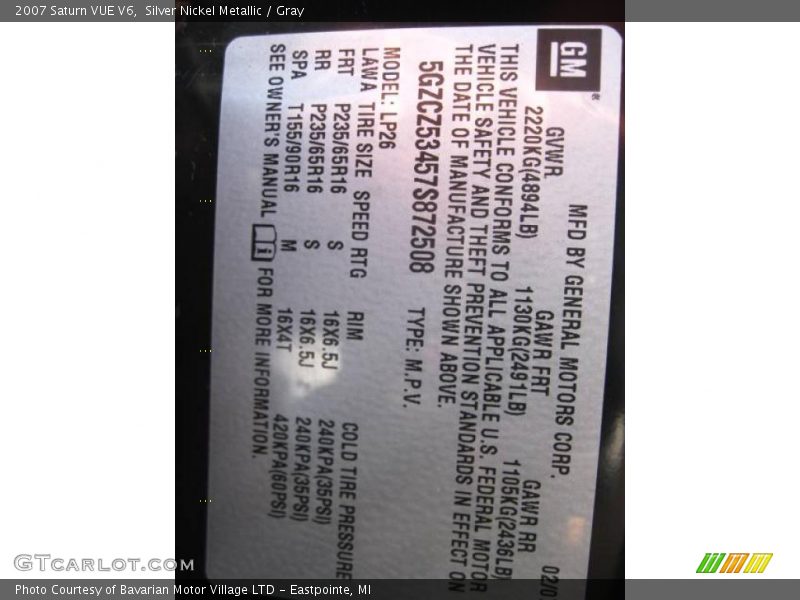 2007 Saturn VUE V6, Silver Nickel Metallic / Gray
GM®
MFD BY GENERAL MOTORS CORP. 02/0
GVWR GAWR FRT GAWR RR
2220KG(4894LB) 1130KG(2491LB) 1105KG(2436LB)
THIS VEHICLE CONFORMS TO ALL APPLICABLE U.S. FEDERAL MOTOR
VEHICLE SAFETY AND THEFT PREVENTION STANDARDS IN EFFECT ON
THE DATE OF MANUFACTURE SHOWN ABOVE.
5GZCZ53457S872508 TYPE: M.P.V.
MODEL: LP26
LAWA TIRE SIZE SPEED RTG RIM COLD TIRE PRESSURE
FRT P235/65R16 S 16X6.5J 240KPA(35PSI)
RR P235/65R16 S 16X6.5J 240KPA(35PSI)
SPA T155/90R16 M 16X4T 420KPA(60PSI)
SEE OWNER'S MANUAL FOR MORE INFORMATION.
GTCARLOT.COM
Photo Courtesy of Bavarian Motor Village LTD - Eastpointe, MI